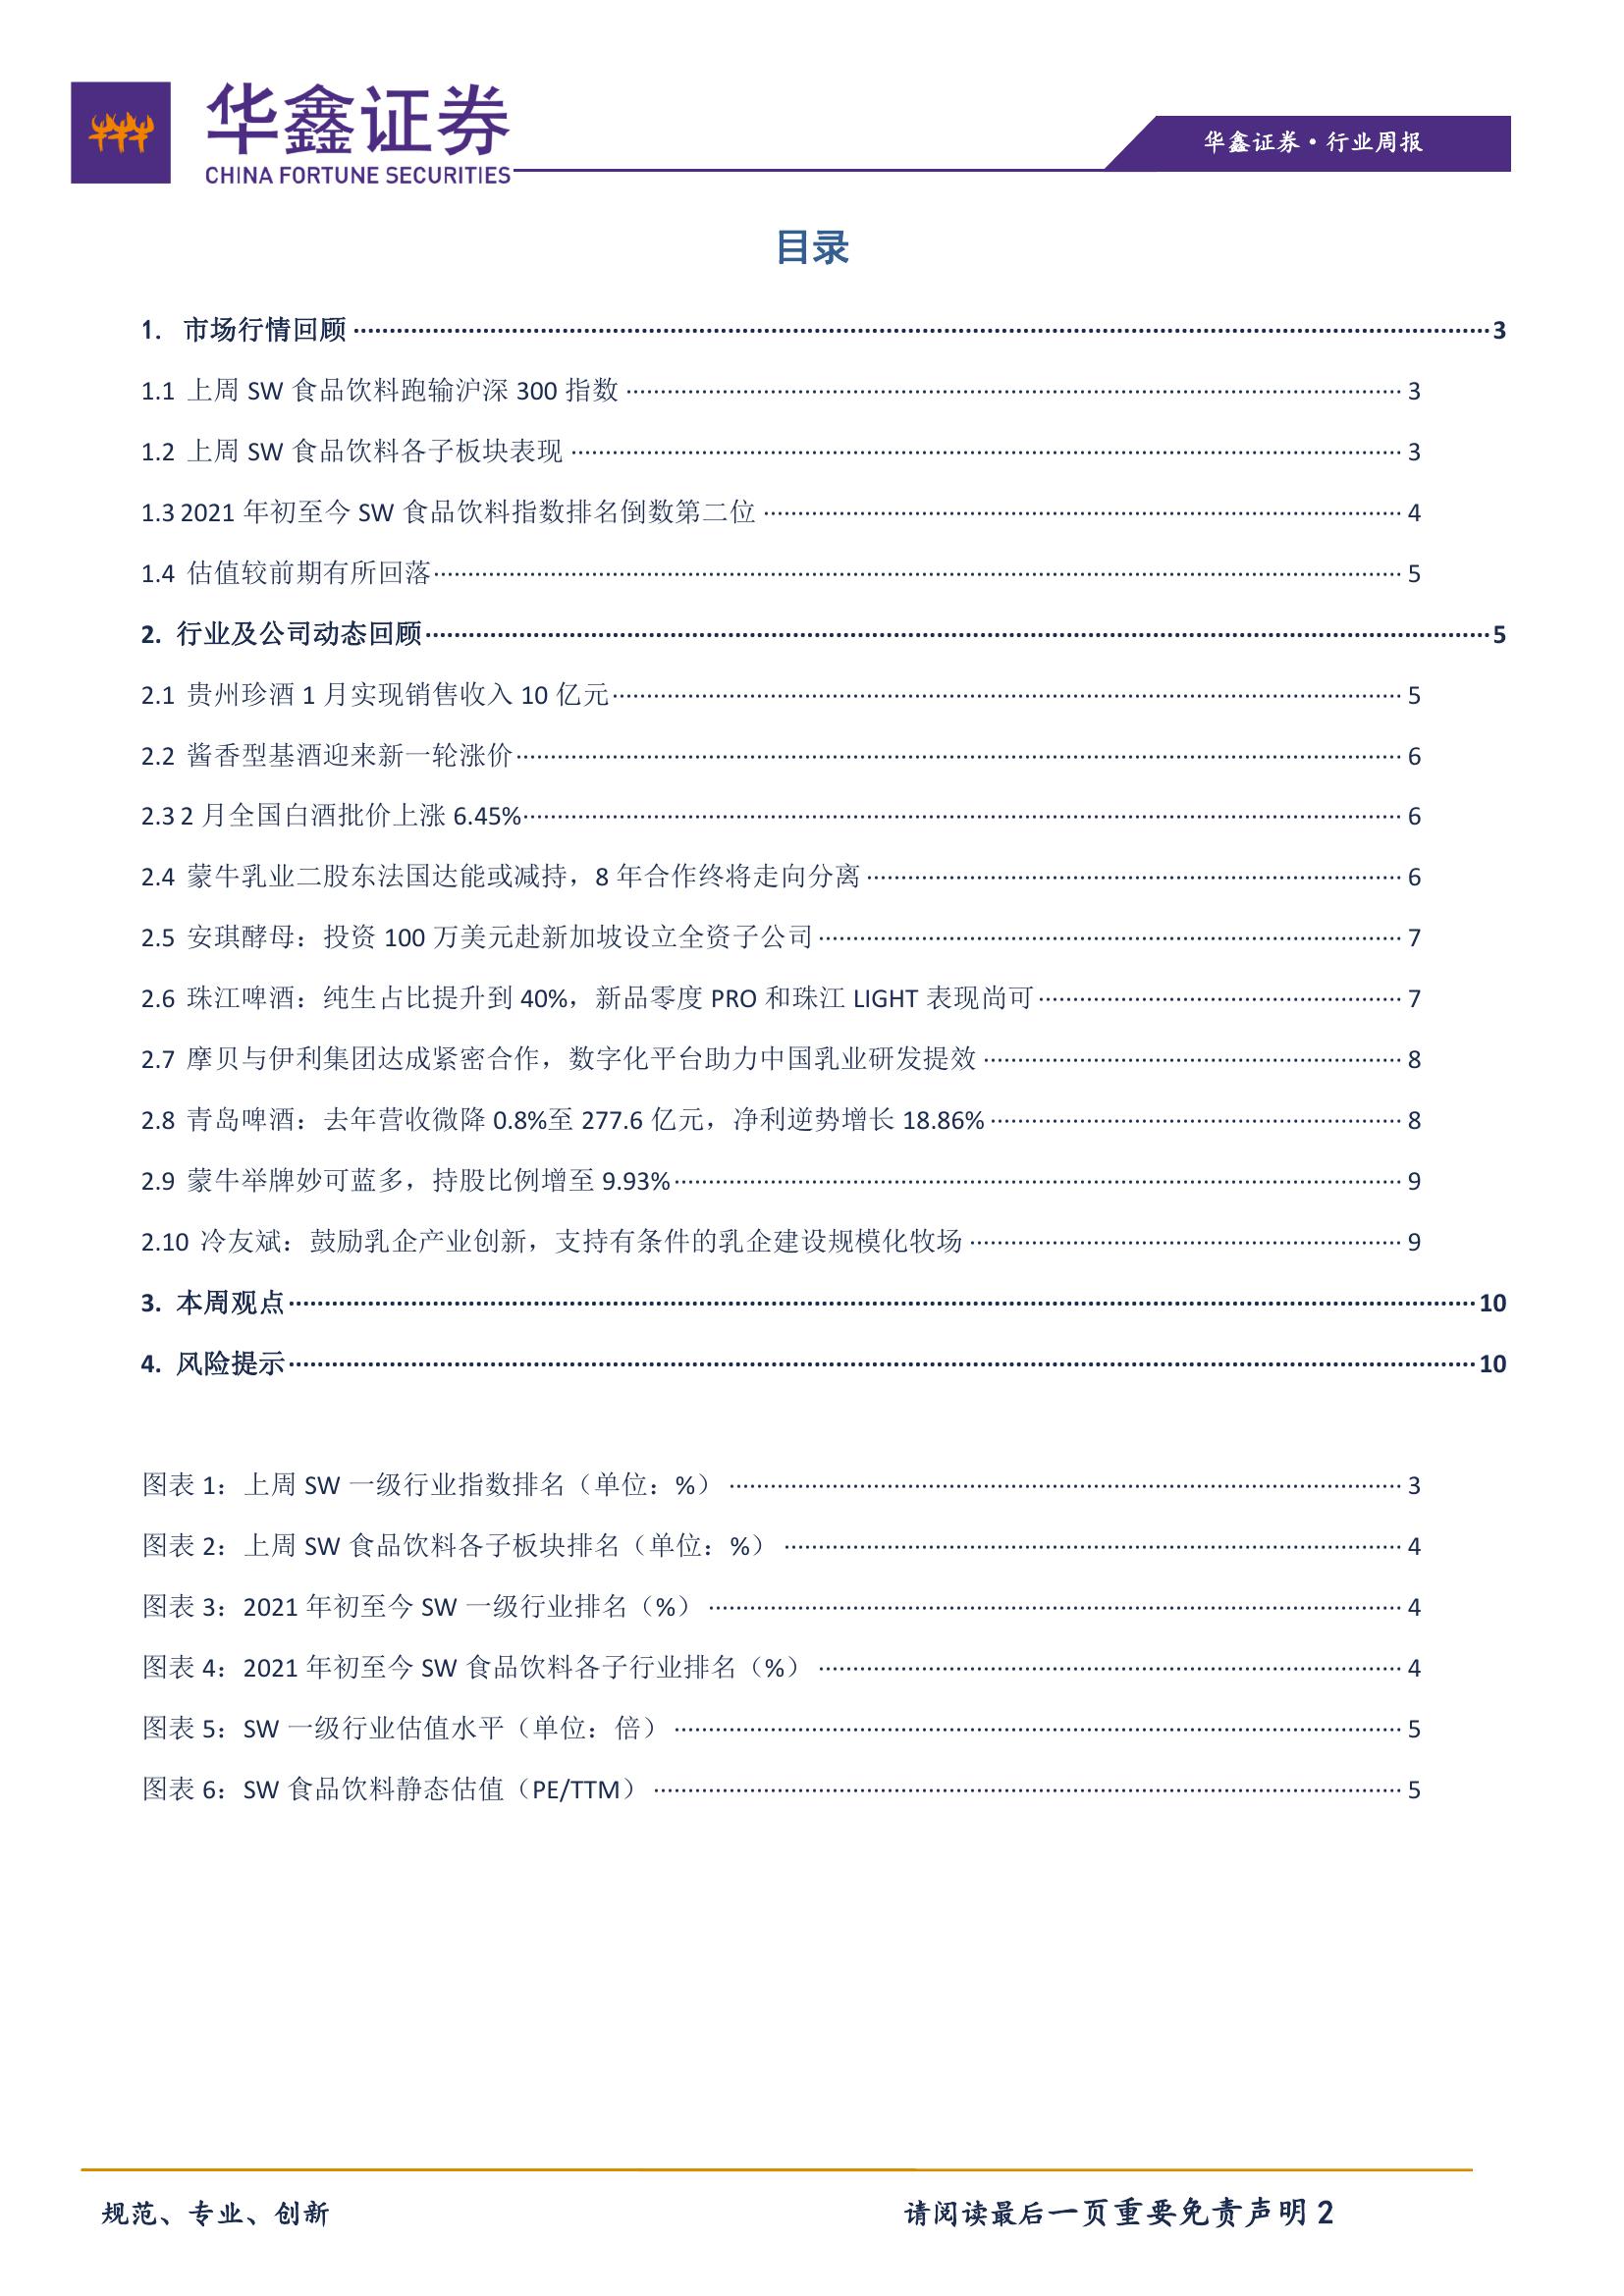 华鑫证券
CHINA FORTUNE SECURITIES
华鑫证券·行业周报
目录
1. 市场行情回顾 3
1.1 上周 SW 食品饮料跑输沪深 300 指数 3
1.2 上周 SW 食品饮料各子板块表现 3
1.3 2021 年初至今 SW 食品饮料指数排名倒数第二位 4
1.4 估值较前期有所回落 5
2. 行业及公司动态回顾 5
2.1 贵州珍酒 1 月实现销售收入 10 亿元 5
2.2 酱香型基酒迎来新一轮涨价 6
2.3 2 月全国白酒批价上涨 6.45% 6
2.4 蒙牛乳业二股东法国达能或减持，8 年合作终将走向分离 6
2.5 安琪酵母：投资 100 万美元赴新加坡设立全资子公司 7
2.6 珠江啤酒：纯生占比提升到 40%，新品零度 PRO 和珠江 LIGHT 表现尚可 7
2.7 摩贝与伊利集团达成紧密合作，数字化平台助力中国乳业研发提效 8
2.8 青岛啤酒：去年营收微降 0.8%至 277.6 亿元，净利逆势增长 18.86% 8
2.9 蒙牛举牌妙可蓝多，持股比例增至 9.93% 9
2.10 冷友斌：鼓励乳企产业创新，支持有条件的乳企建设规模化牧场 9
3. 本周观点 10
4. 风险提示 10
图表 1：上周 SW 一级行业指数排名（单位：%） 3
图表 2：上周 SW 食品饮料各子板块排名（单位：%） 4
图表 3：2021 年初至今 SW 一级行业排名（%） 4
图表 4：2021 年初至今 SW 食品饮料各子行业排名（%） 4
图表 5：SW 一级行业估值水平（单位：倍） 5
图表 6：SW 食品饮料静态估值（PE/TTM） 5
规范、专业、创新
请阅读最后一页重要免责声明 2